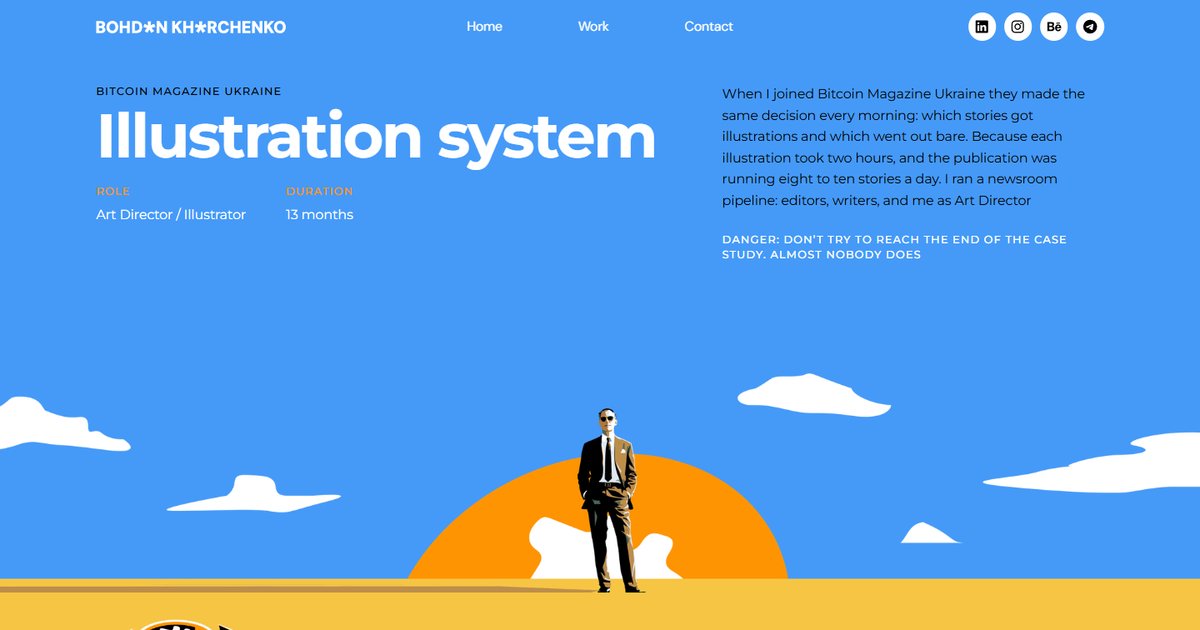 BOHD*N KH*RCHENKO
Home
Work
Contact
Bē
BITCOIN MAGAZINE UKRAINE
Illustration system
ROLE
DURATION
Art Director / Illustrator
13 months
When I joined Bitcoin Magazine Ukraine they made the
same decision every morning: which stories got
illustrations and which went out bare. Because each
illustration took two hours, and the publication was
running eight to ten stories a day. I ran a newsroom
pipeline: editors, writers, and me as Art Director
DANGER: DON'T TRY TO REACH THE END OF THE CASE
STUDY. ALMOST NOBODY DOES